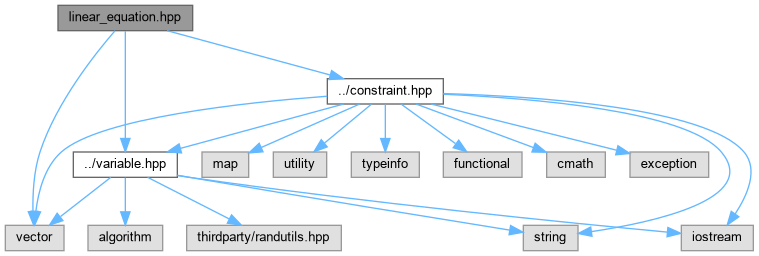 linear_equation.hpp
../constraint.hpp
../variable.hpp
map
utility
typeinfo
functional
cmath
exception
vector
algorithm
thirdparty/randutils.hpp
string
iostream